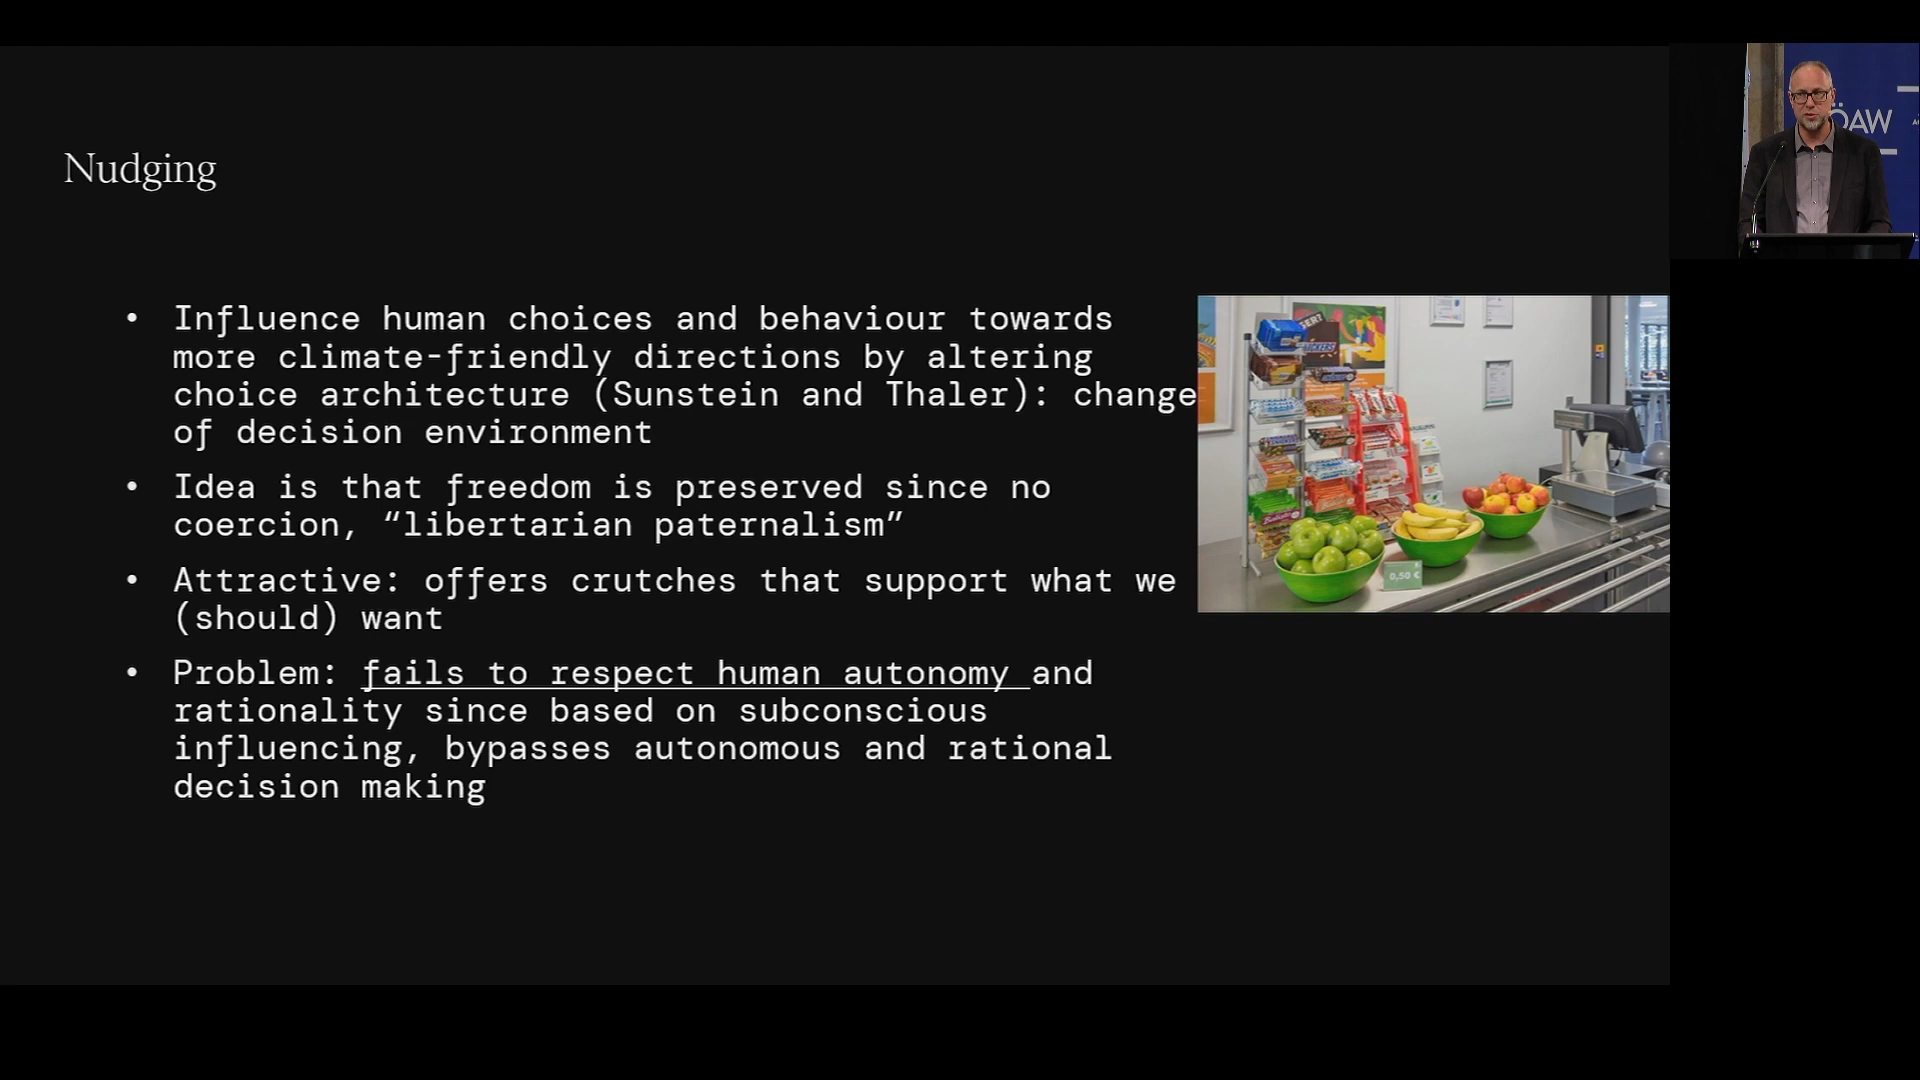 Nudging
• Influence human choices and behaviour towards
more climate-friendly directions by altering
choice architecture (Sunstein and Thaler): change
of decision environment
• Idea is that freedom is preserved since no
coercion, “libertarian paternalism”
• Attractive: offers crutches that support what we
(should) want
• Problem: fails to respect human autonomy and
rationality since based on subconscious
influencing, bypasses autonomous and rational
decision making
0,50 €
ÖAW